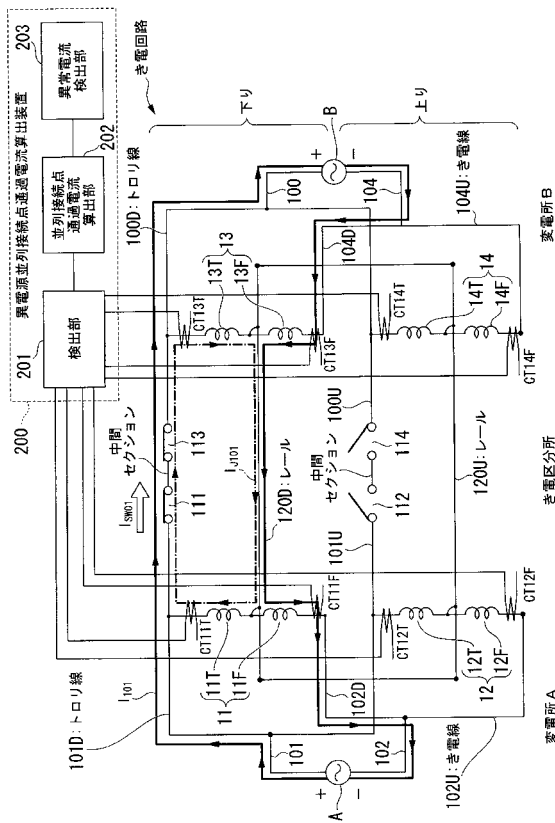 異電源並列接続点通過電流算出装置
200
201
検出部
202
並列接続点
通過電流
算出部
203
異常電流
検出部
き電回路
下り
上り
101D:トロリ線
I101
ISW01
中間
セクション
111
113
100D:トロリ線
100
101
A
+
−
B
+
−
102
104
CT11T
11T
11
11F
CT11F
IJ101
120D:レール
CT13T
13T
13
13F
CT13F
102D
104D
101U
100U
中間
セクション
112
114
CT12T
12T
12
12F
CT12F
CT14T
14T
14
14F
CT14F
120U:レール
102U:き電線
104U:き電線
変電所A
き電区分所
変電所B